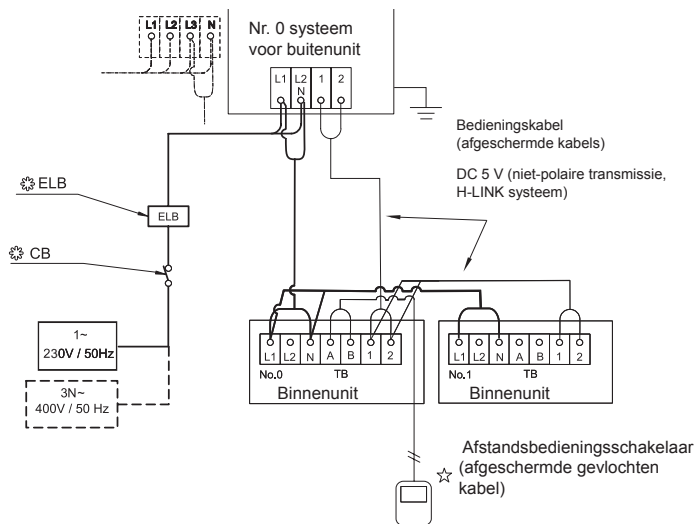 L1 L2 L3 N
Nr. 0 systeem
voor buitenunit
L1 L2 N 1 2
Bedieningskabel
(afgeschermde kabels)
DC 5 V (niet-polaire transmissie,
H-LINK systeem)
ELB
ELB
CB
1~
230V / 50Hz
3N~
400V / 50 Hz
L1 L2 N A B 1 2
No.0 TB
Binnenunit
L1 L2 N A B 1 2
No.1 TB
Binnenunit
Afstandsbedieningsschakelaar
(afgeschermde gevlochten
kabel)